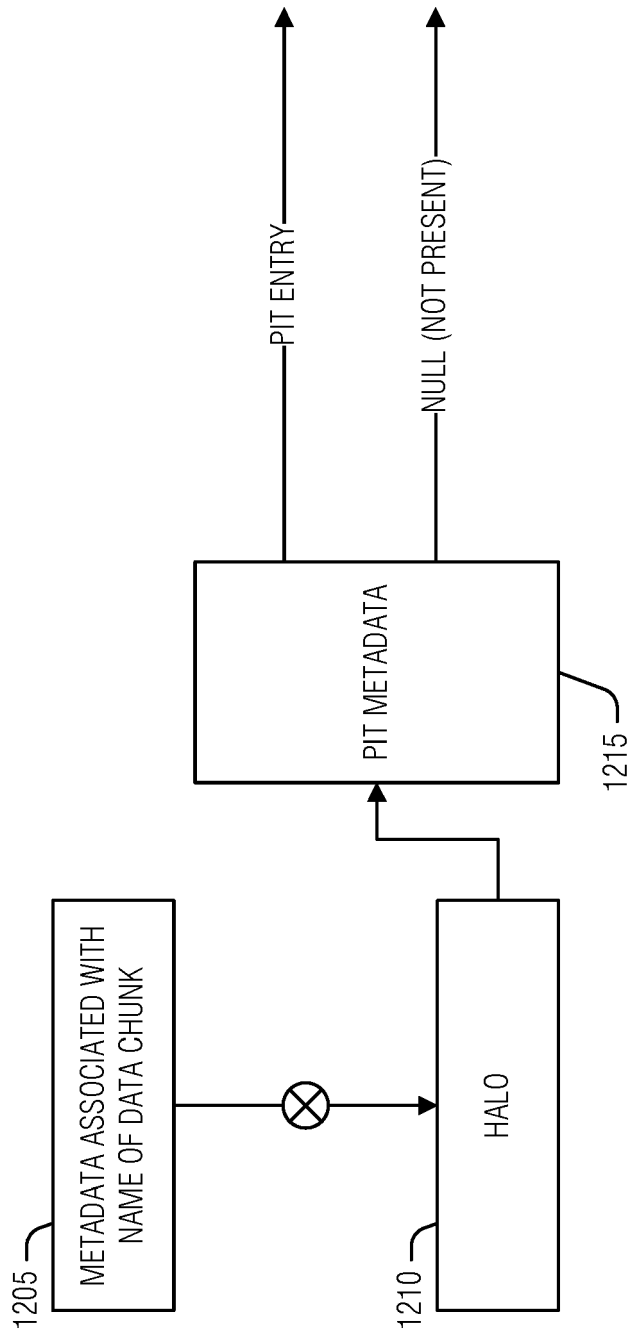 1205
METADATA ASSOCIATED WITH
NAME OF DATA CHUNK
1210
HALO
PIT METADATA
1215
PIT ENTRY
NULL (NOT PRESENT)